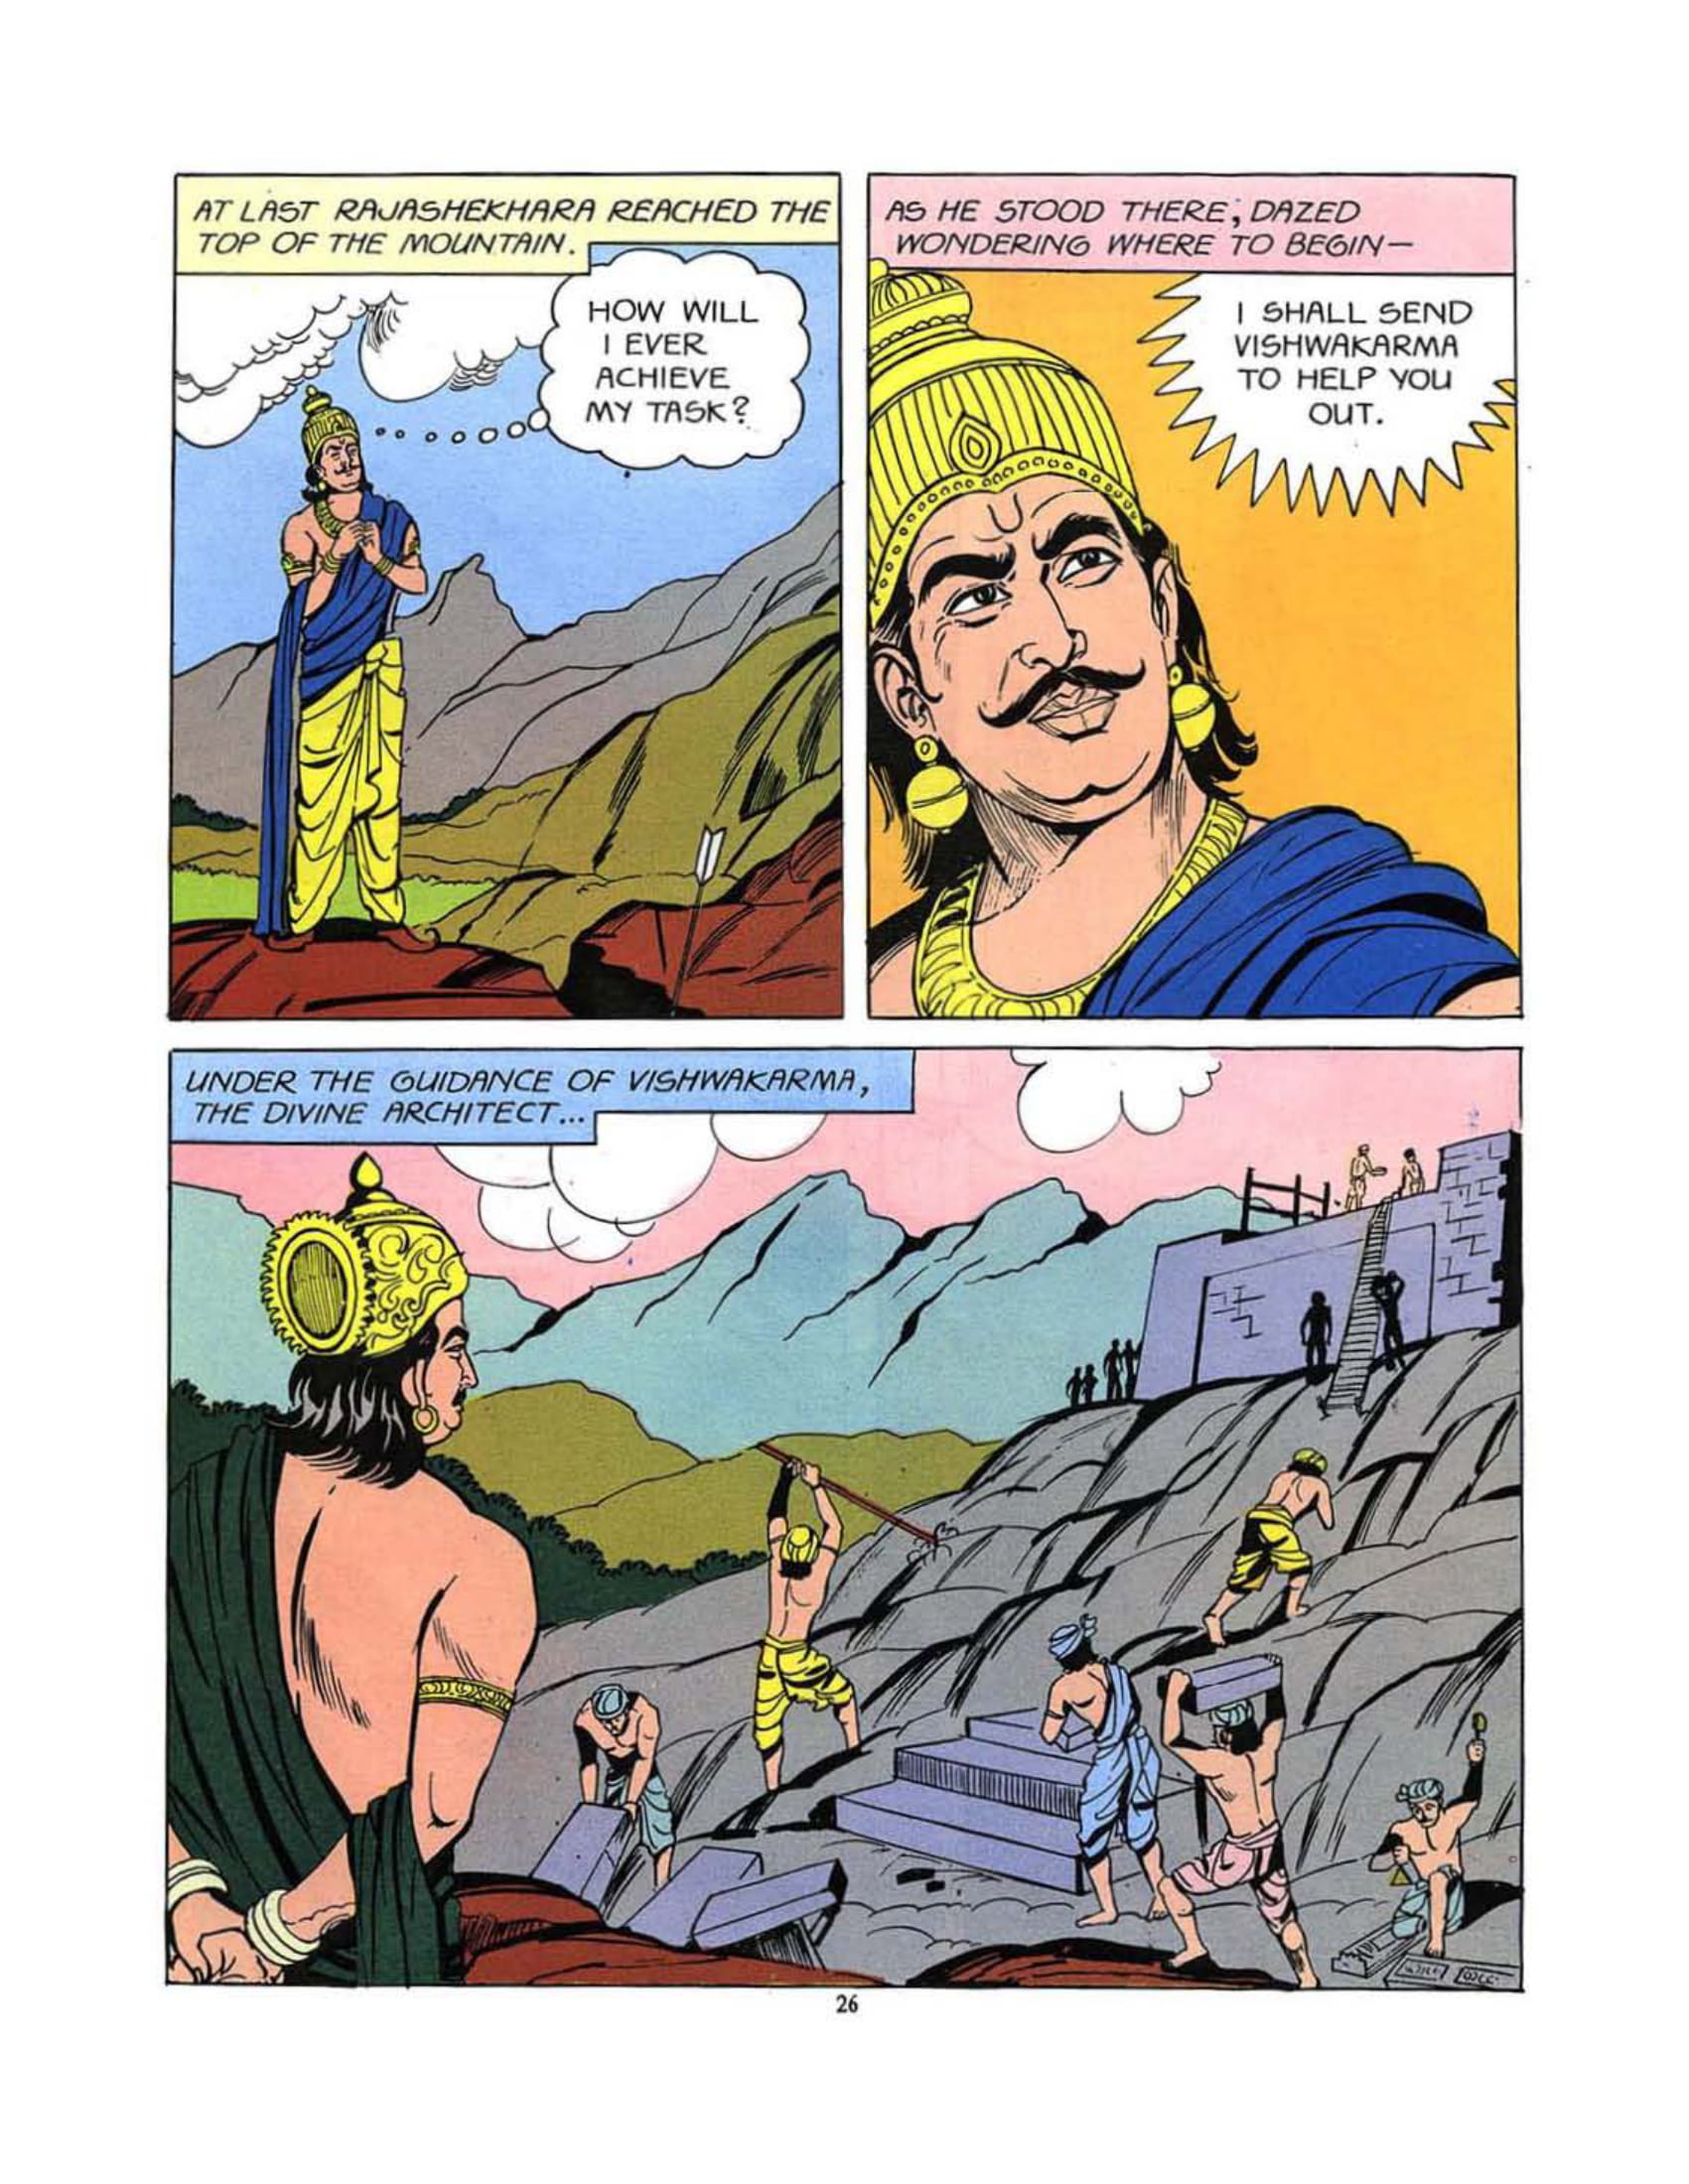 AT LAST RAJASHEKHARA REACHED THE
TOP OF THE MOUNTAIN.
HOW WILL
I EVER
ACHIEVE
MY TASK?
AS HE STOOD THERE, DAZED
WONDERING WHERE TO BEGIN—
I SHALL SEND
VISHWAKARMA
TO HELP YOU
OUT.
UNDER THE GUIDANCE OF VISHWAKARMA,
THE DIVINE ARCHITECT...
26